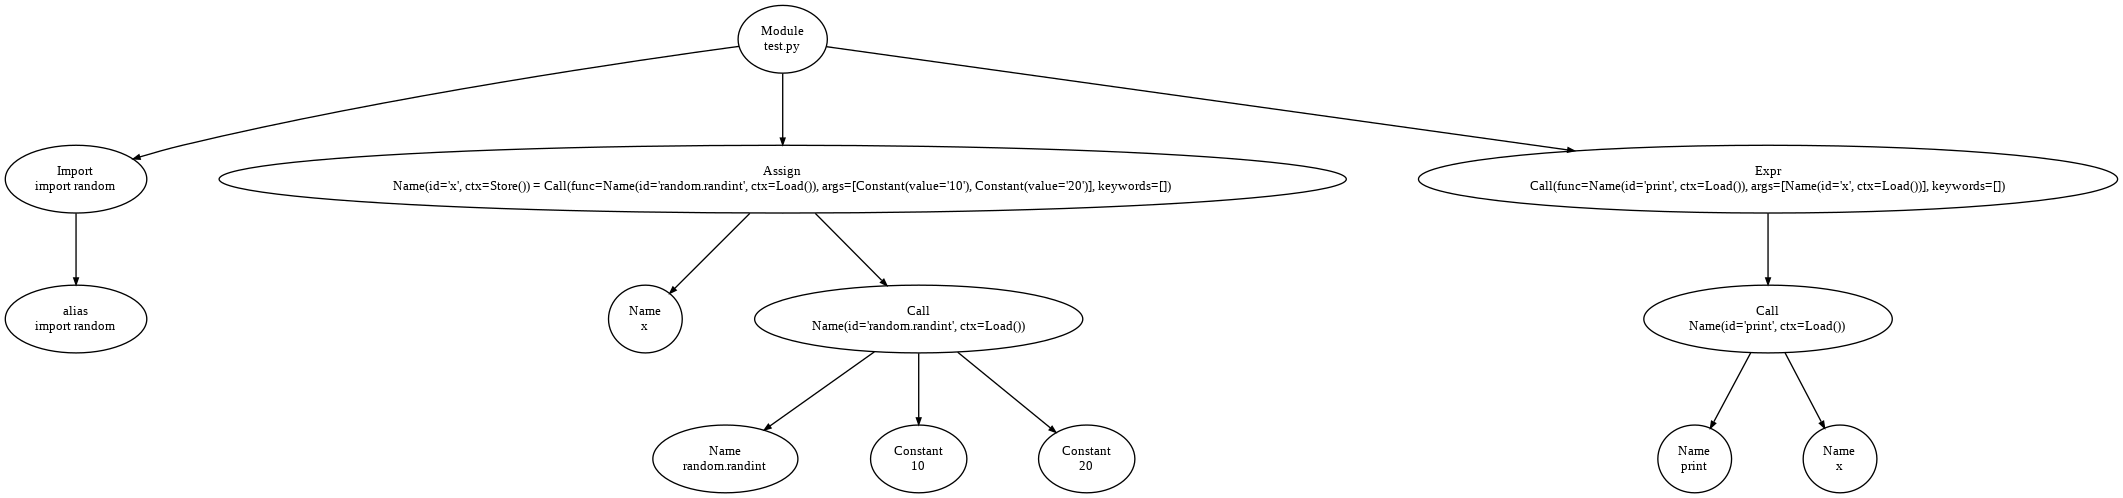 Module
test.py
Import
import random
Assign
Name(id='x', ctx=Store()) = Call(func=Name(id='random.randint', ctx=Load()), args=[Constant(value='10'), Constant(value='20')], keywords=[])
Expr
Call(func=Name(id='print', ctx=Load()), args=[Name(id='x', ctx=Load())], keywords=[])
alias
import random
Name
x
Call
Name(id='random.randint', ctx=Load())
Call
Name(id='print', ctx=Load())
Name
random.randint
Constant
10
Constant
20
Name
print
Name
x